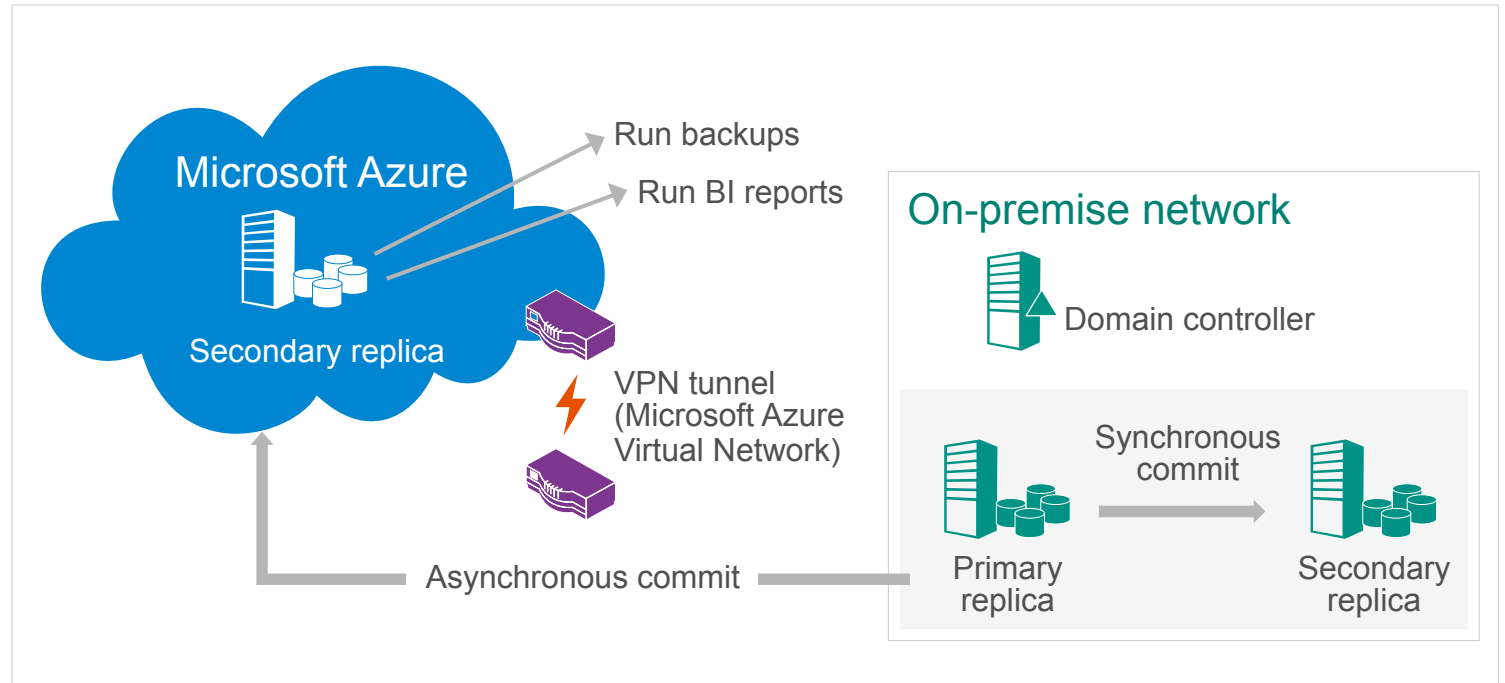 Microsoft Azure
Secondary replica
Run backups
Run BI reports
VPN tunnel
(Microsoft Azure
Virtual Network)
Asynchronous commit
On-premise network
Domain controller
Synchronous
commit
Primary
replica
Secondary
replica